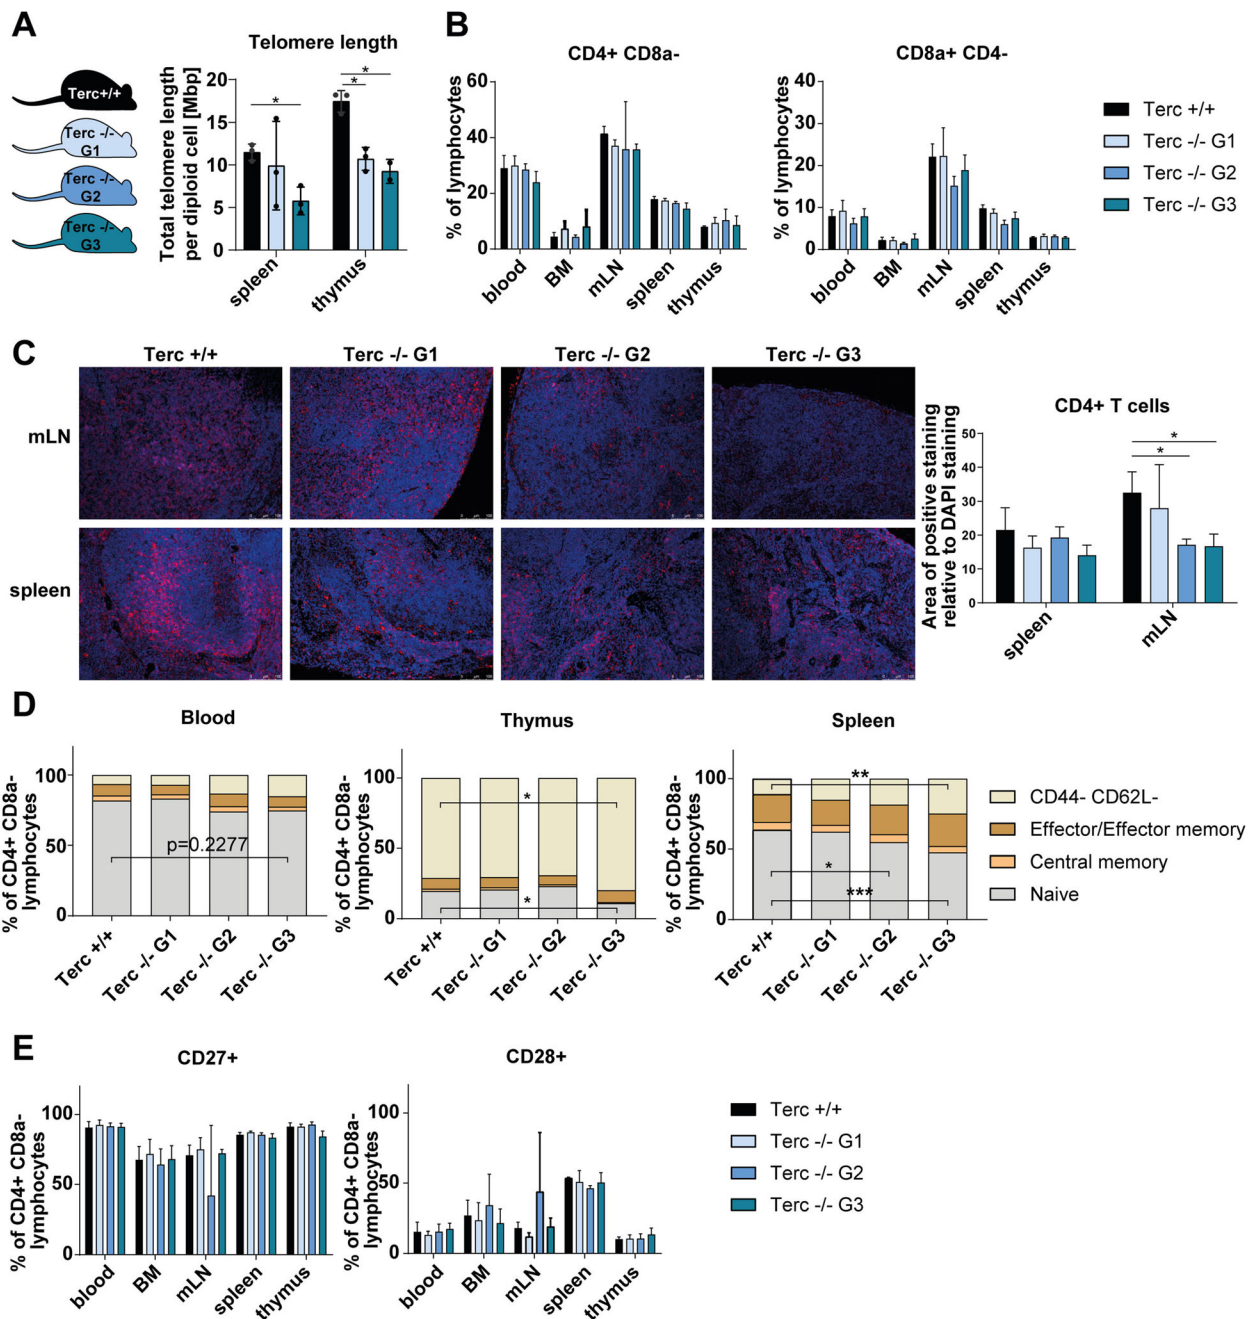 A
Terc+/+
Terc -/-
G1
Terc -/-
G2
Terc -/-
G3
Telomere length
Total telomere length
per diploid cell [Mbp]
20
15
10
5
0
*
*
*
spleen
thymus
B
CD4+ CD8a-
% of lymphocytes
60
40
20
0
blood
BM
mLN
spleen
thymus
CD8a+ CD4-
% of lymphocytes
40
30
20
10
0
blood
BM
mLN
spleen
thymus
Terc +/+
Terc -/- G1
Terc -/- G2
Terc -/- G3
C
Terc +/+
Terc -/- G1
Terc -/- G2
Terc -/- G3
mLN
spleen
CD4+ T cells
Area of positive staining
relative to DAPI staining
50
40
30
20
10
0
*
*
spleen
mLN
D
Blood
% of CD4+ CD8a-
lymphocytes
100
50
0
p=0.2277
Terc +/+
Terc -/- G1
Terc -/- G2
Terc -/- G3
Thymus
% of CD4+ CD8a-
lymphocytes
100
50
0
*
*
Terc +/+
Terc -/- G1
Terc -/- G2
Terc -/- G3
Spleen
% of CD4+ CD8a-
lymphocytes
100
50
0
**
*
***
Terc +/+
Terc -/- G1
Terc -/- G2
Terc -/- G3
CD44- CD62L-
Effector/Effector memory
Central memory
Naive
E
CD27+
% of CD4+ CD8a-
lymphocytes
100
50
0
blood
BM
mLN
spleen
thymus
CD28+
% of CD4+ CD8a-
lymphocytes
100
50
0
blood
BM
mLN
spleen
thymus
Terc +/+
Terc -/- G1
Terc -/- G2
Terc -/- G3